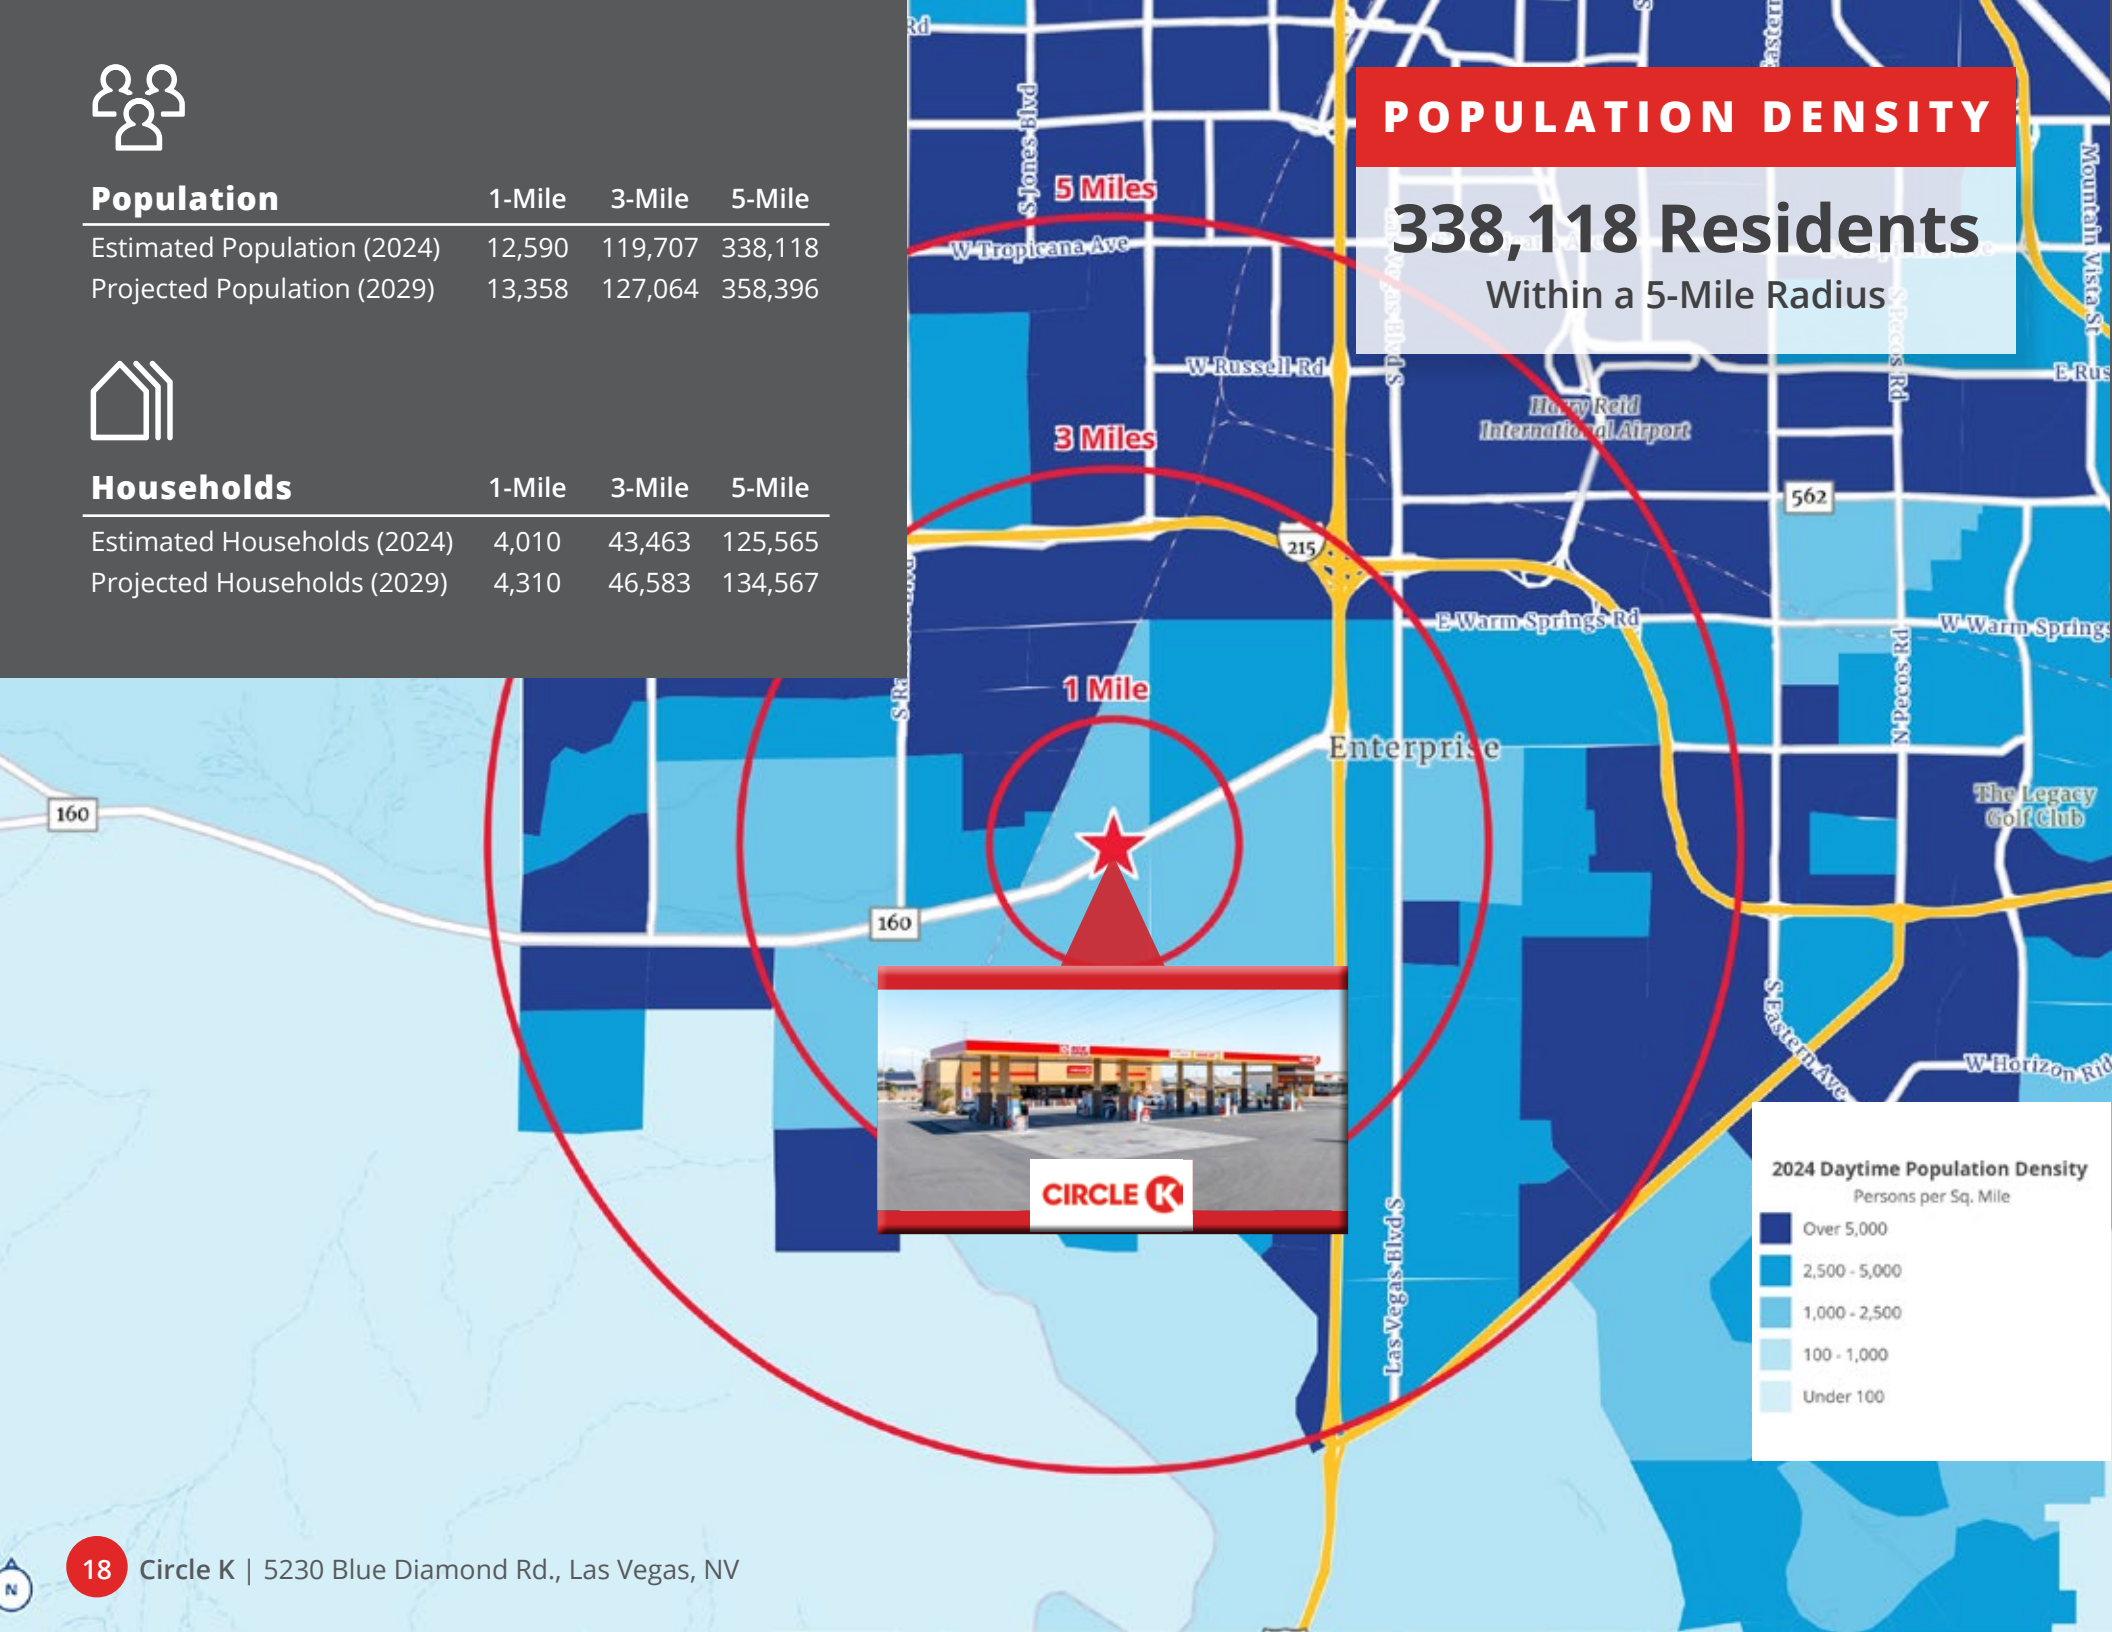 Population 1-Mile 3-Mile 5-Mile
Estimated Population (2024) 12,590 119,707 338,118
Projected Population (2029) 13,358 127,064 358,396
Households 1-Mile 3-Mile 5-Mile
Estimated Households (2024) 4,010 43,463 125,565
Projected Households (2029) 4,310 46,583 134,567
POPULATION DENSITY
338,118 Residents
Within a 5-Mile Radius
Rd
S Jones Blvd
5 Miles
W Tropicana Ave
Mountain Vista St
W Russell Rd
S Pecos Rd
E Rus
Harry Reid
International Airport
3 Miles
562
215
E Warm Springs Rd
W Warm Springs
N Pecos Rd
S Ra
1 Mile
Enterprise
The Legacy
Golf Club
160
160
S Eastern Ave
W Horizon Rid
CIRCLE K
Las Vegas Blvd S
2024 Daytime Population Density
Persons per Sq. Mile
Over 5,000
2,500 - 5,000
1,000 - 2,500
100 - 1,000
Under 100
N
18 Circle K | 5230 Blue Diamond Rd., Las Vegas, NV